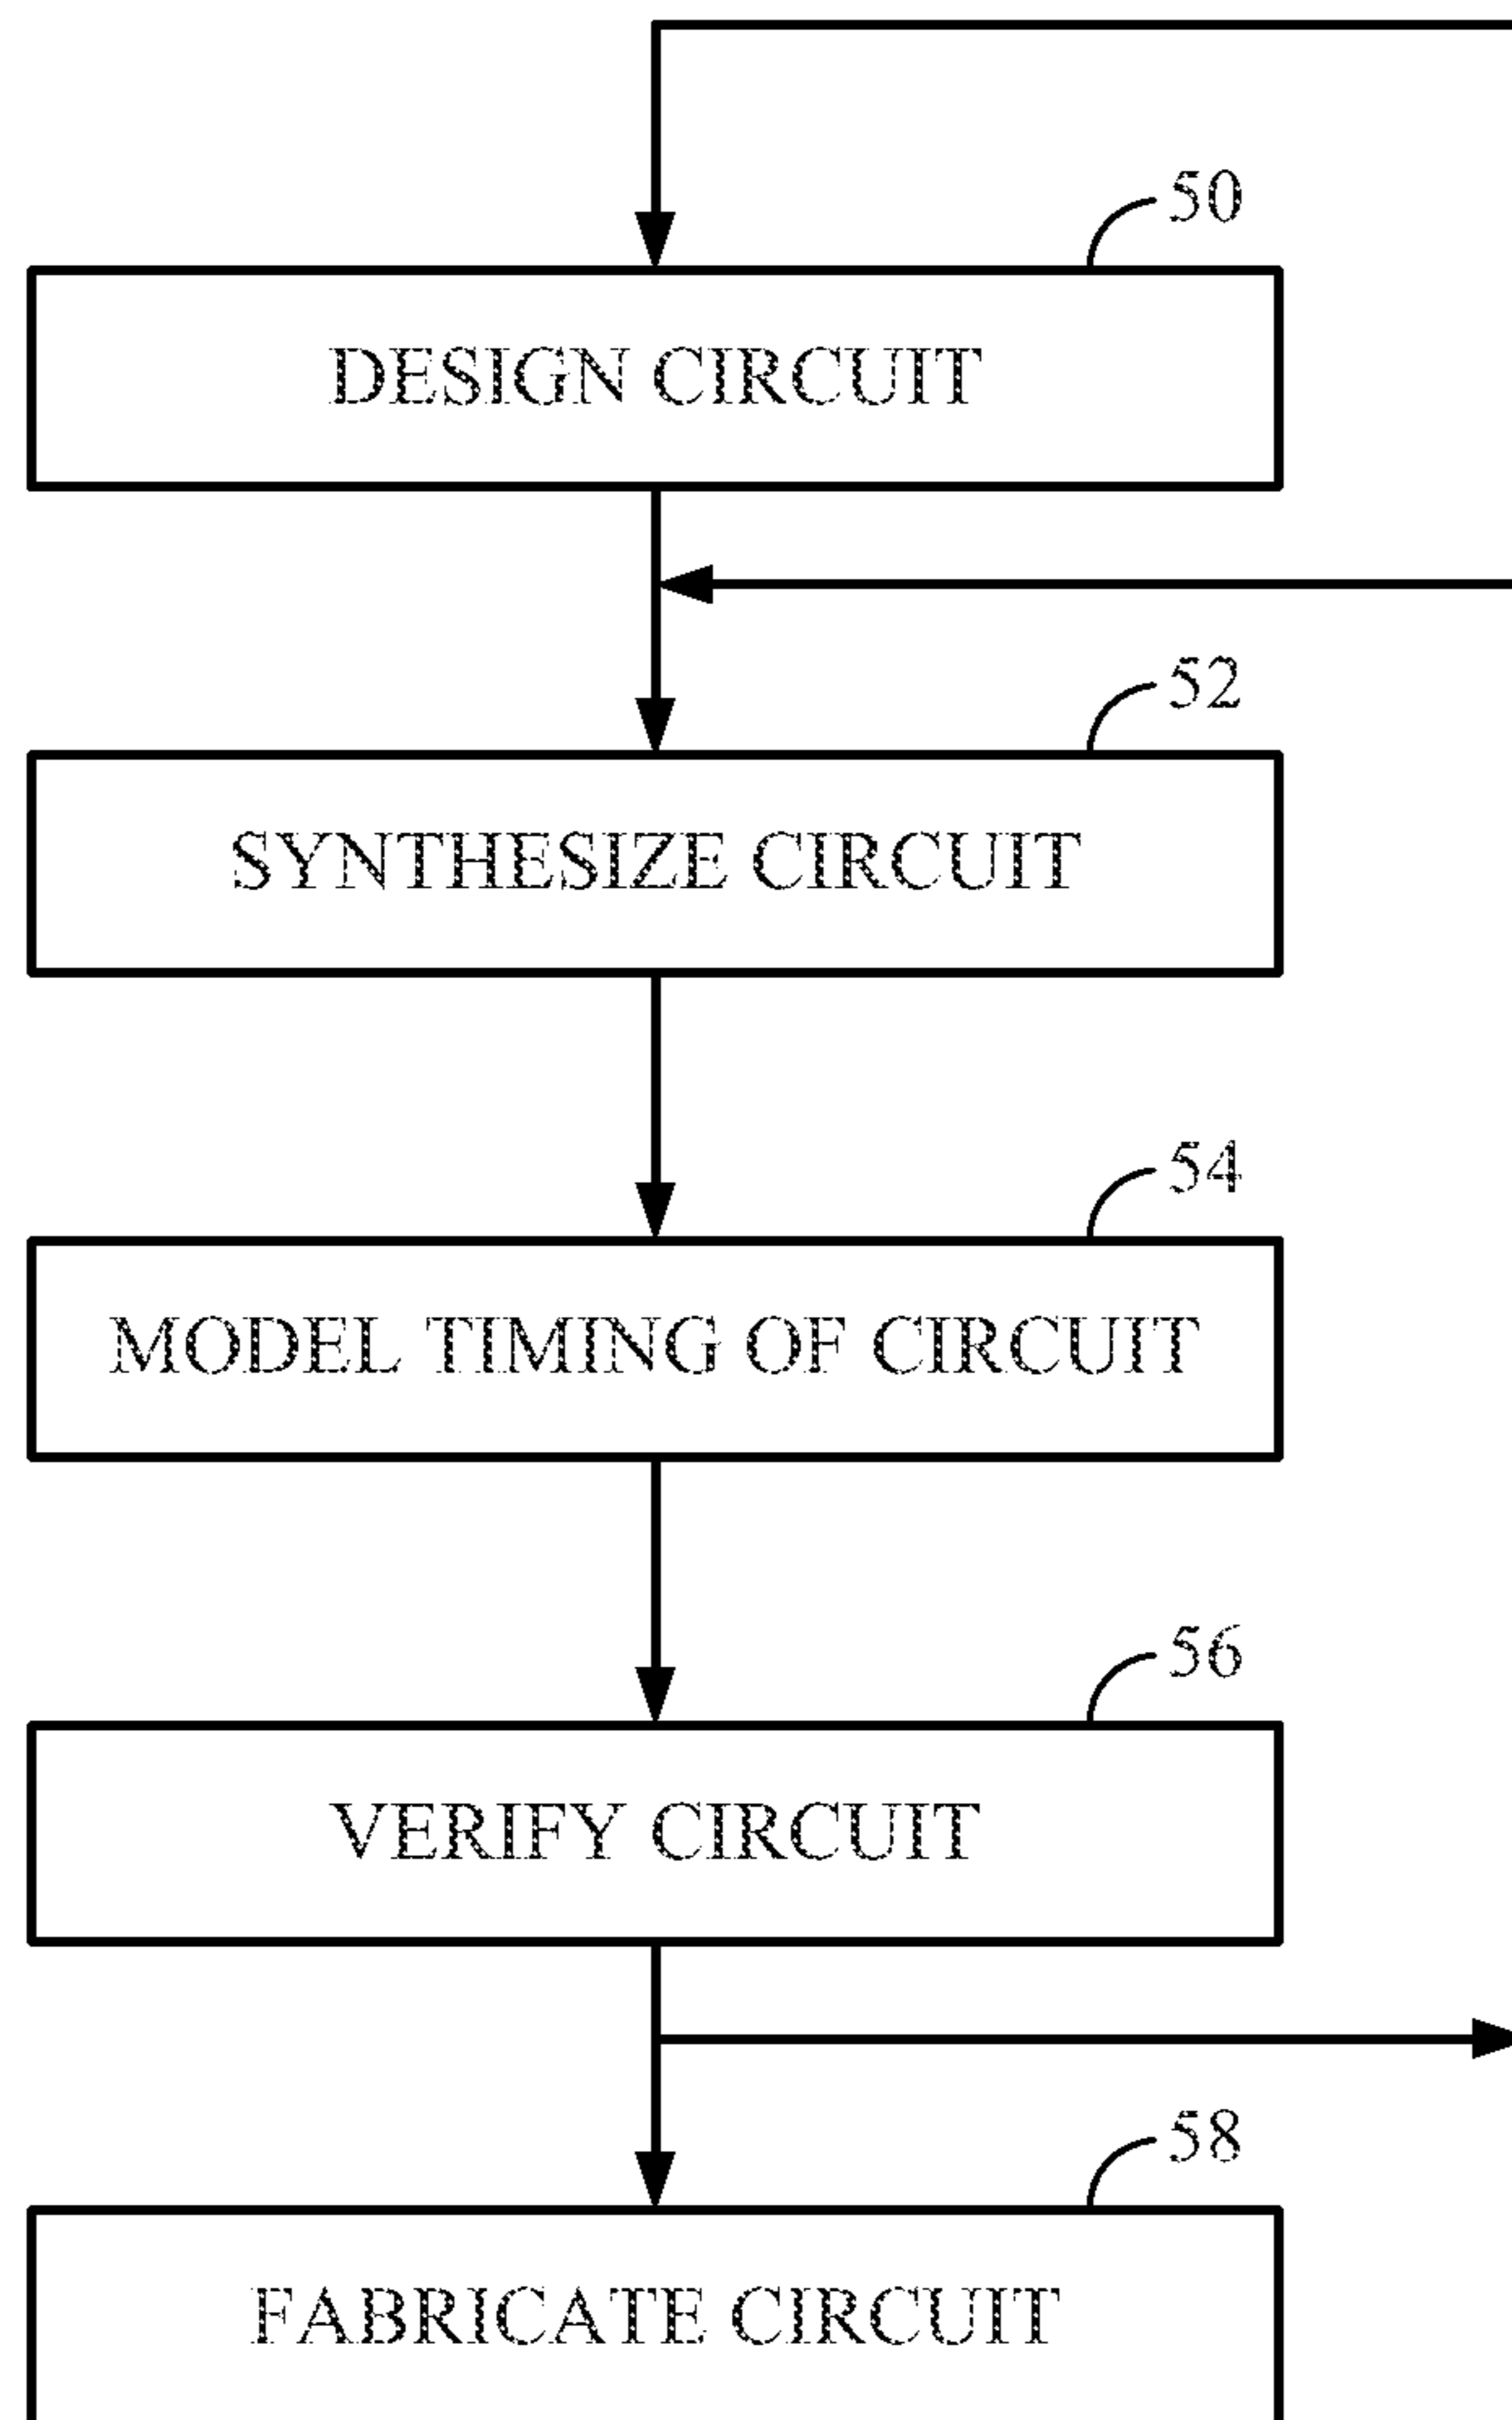 50
DESIGN CIRCUIT
52
SYNTHESIZE CIRCUIT
54
MODEL TIMING OF CIRCUIT
56
VERIFY CIRCUIT
58
FABRICATE CIRCUIT